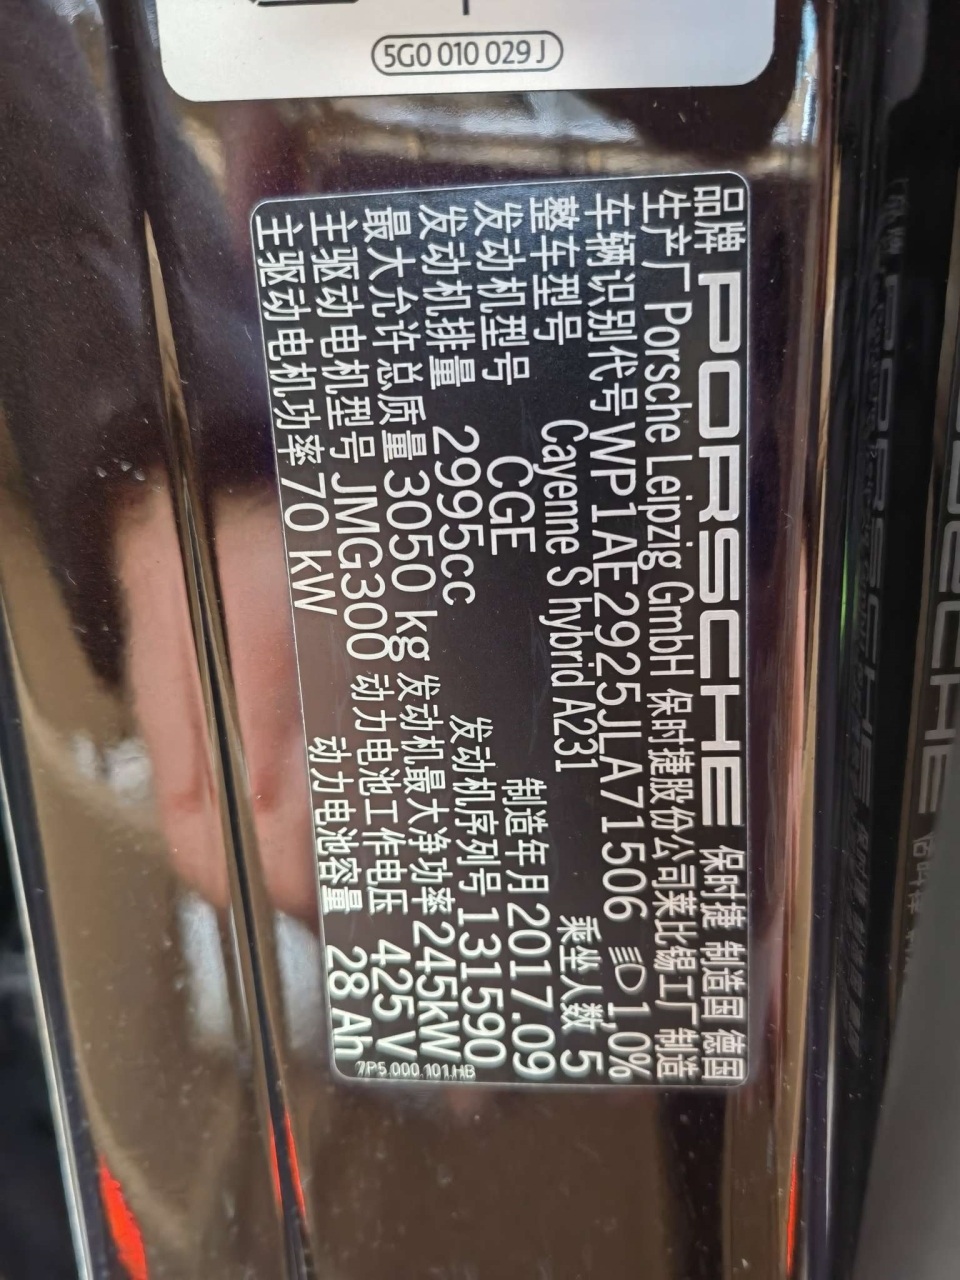 5G0 010 029 J
品牌 PORSCHE 保时捷 制造国 德国
生产厂 Porsche Leipzig GmbH 保时捷股份公司莱比锡工厂 制造
车辆识别代号 WP1AE2925JLA71506 1,0%
整车型号 Cayenne S hybrid A231 乘坐人数 5
发动机型号 CGE 制造年月 2017.09
发动机排量 2995cc 发动机序列号 131590
最大允许总质量 3050 kg 发动机最大净功率 245kW
主驱动电机型号 JMG300 动力电池工作电压 425V
主驱动电机功率 70 kW 动力电池容量 28 Ah
7P5.000.101.HB